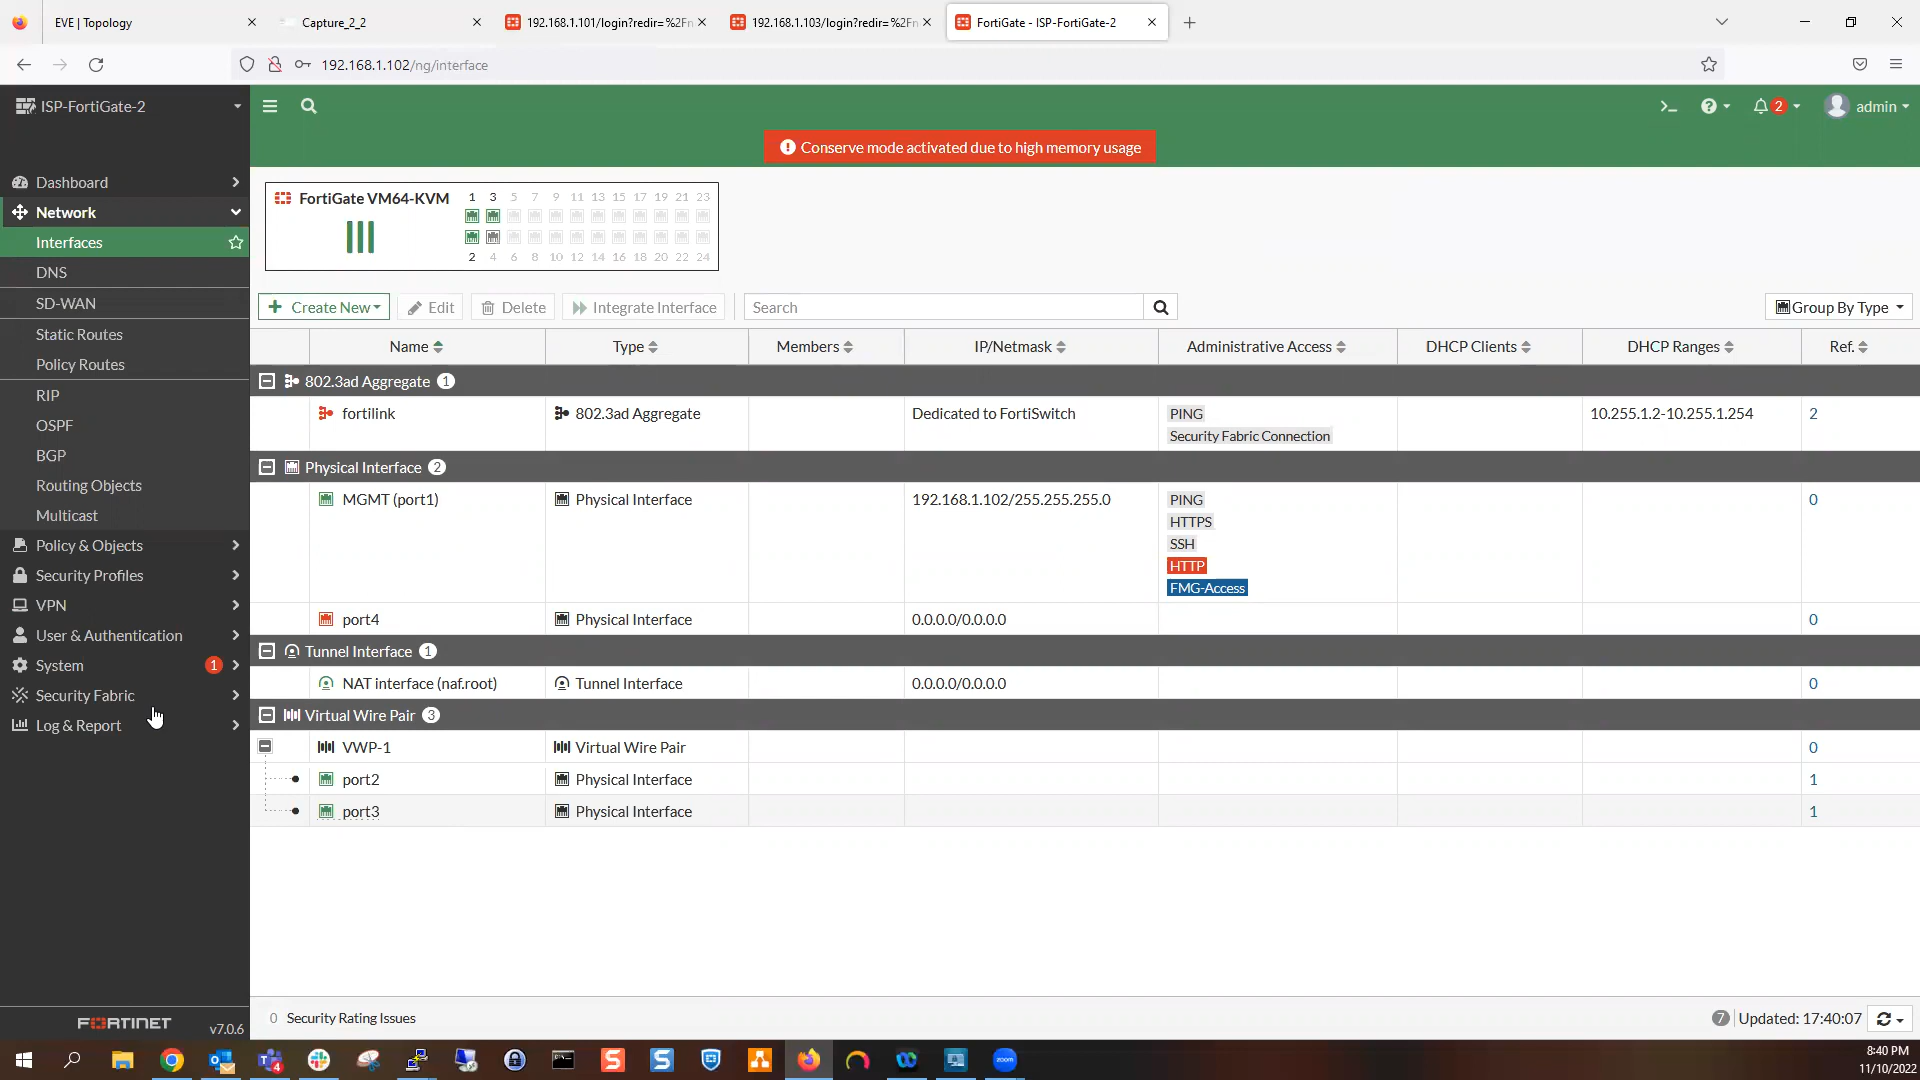 EVE | Topology
Capture_2_2
192.168.1.101/login?redir=%2Fn
192.168.1.103/login?redir=%2Fn
FortiGate - ISP-FortiGate-2
192.168.1.102/ng/interface
ISP-FortiGate-2
2
admin
Conserve mode activated due to high memory usage
Dashboard
Network
Interfaces
DNS
SD-WAN
Static Routes
Policy Routes
RIP
OSPF
BGP
Routing Objects
Multicast
Policy & Objects
Security Profiles
VPN
User & Authentication
System 1
Security Fabric
Log & Report
FORTINET v7.0.6
FortiGate VM64-KVM
1 3 5 7 9 11 13 15 17 19 21 23
2 4 6 8 10 12 14 16 18 20 22 24
Create New Edit Delete Integrate Interface Search Group By Type
Name Type Members IP/Netmask Administrative Access DHCP Clients DHCP Ranges Ref.
802.3ad Aggregate 1
fortilink 802.3ad Aggregate Dedicated to FortiSwitch PING 10.255.1.2-10.255.1.254 2
Security Fabric Connection
Physical Interface 2
MGMT (port1) Physical Interface 192.168.1.102/255.255.255.0 PING 0
HTTPS
SSH
HTTP
FMG-Access
port4 Physical Interface 0.0.0.0/0.0.0.0 0
Tunnel Interface 1
NAT interface (naf.root) Tunnel Interface 0.0.0.0/0.0.0.0 0
Virtual Wire Pair 3
VWP-1 Virtual Wire Pair 0
port2 Physical Interface 1
port3 Physical Interface 1
0 Security Rating Issues
7 Updated: 17:40:07
4
zoom
8:40 PM
11/10/2022